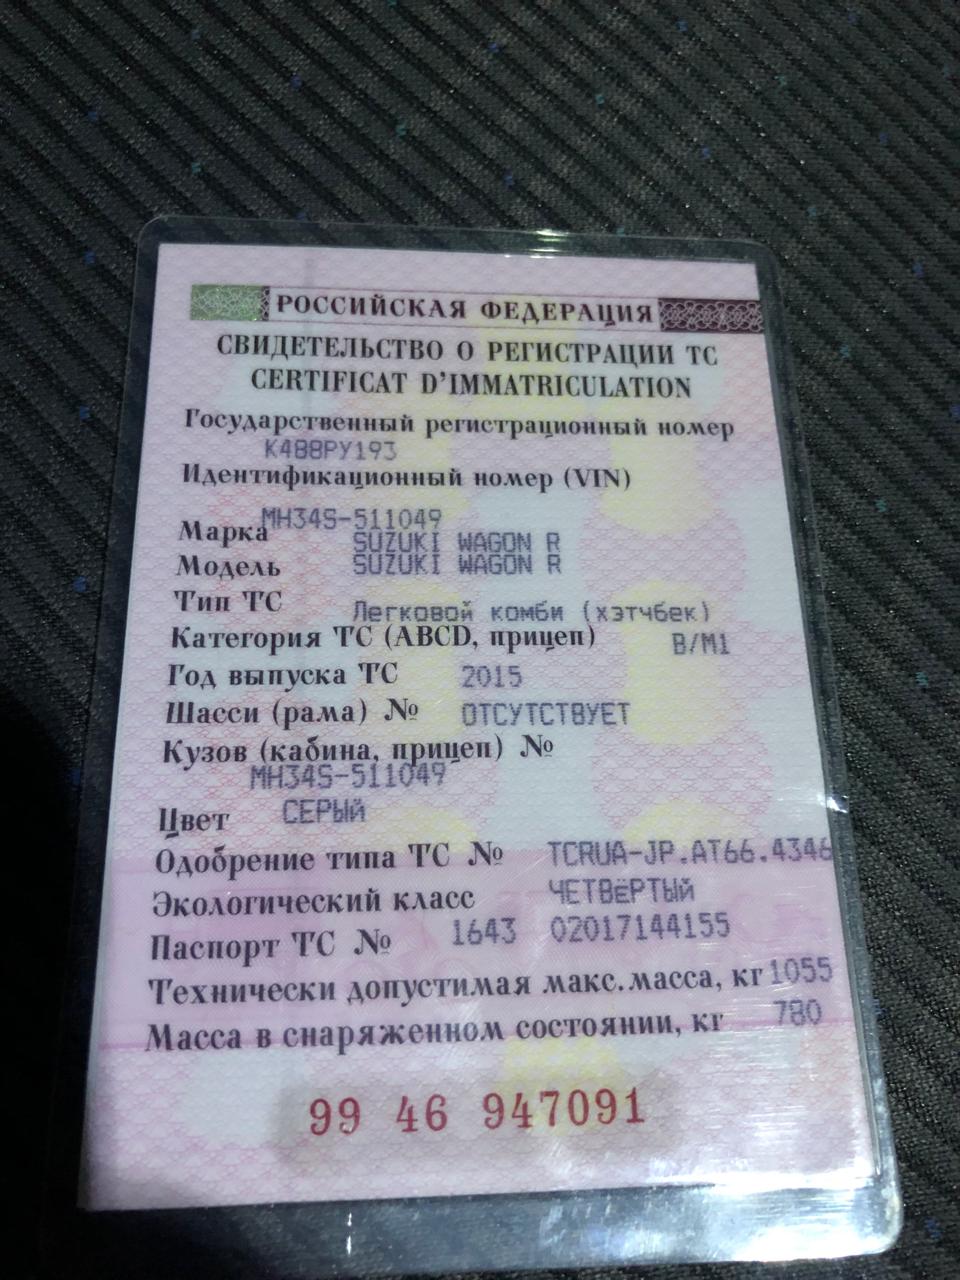 РОССИЙСКАЯ ФЕДЕРАЦИЯ
СВИДЕТЕЛЬСТВО О РЕГИСТРАЦИИ ТС
CERTIFICAT D'IMMATRICULATION
Государственный регистрационный номер
К488РУ193
Идентификационный номер (VIN)
MH34S-511049
Марка SUZUKI WAGON R
Модель SUZUKI WAGON R
Тип ТС Легковой комби (хэтчбек)
Категория ТС (ABCD, прицеп) B/M1
Год выпуска ТС 2015
Шасси (рама) № ОТСУТСТВУЕТ
Кузов (кабина, прицеп) №
MH34S-511049
Цвет СЕРЫЙ
Одобрение типа ТС № TCRUA-JP.AT66.4346
Экологический класс ЧЕТВЁРТЫЙ
Паспорт ТС № 1643 02017144155
Технически допустимая макс.масса, кг 1055
Масса в снаряженном состоянии, кг 780
99 46 947091